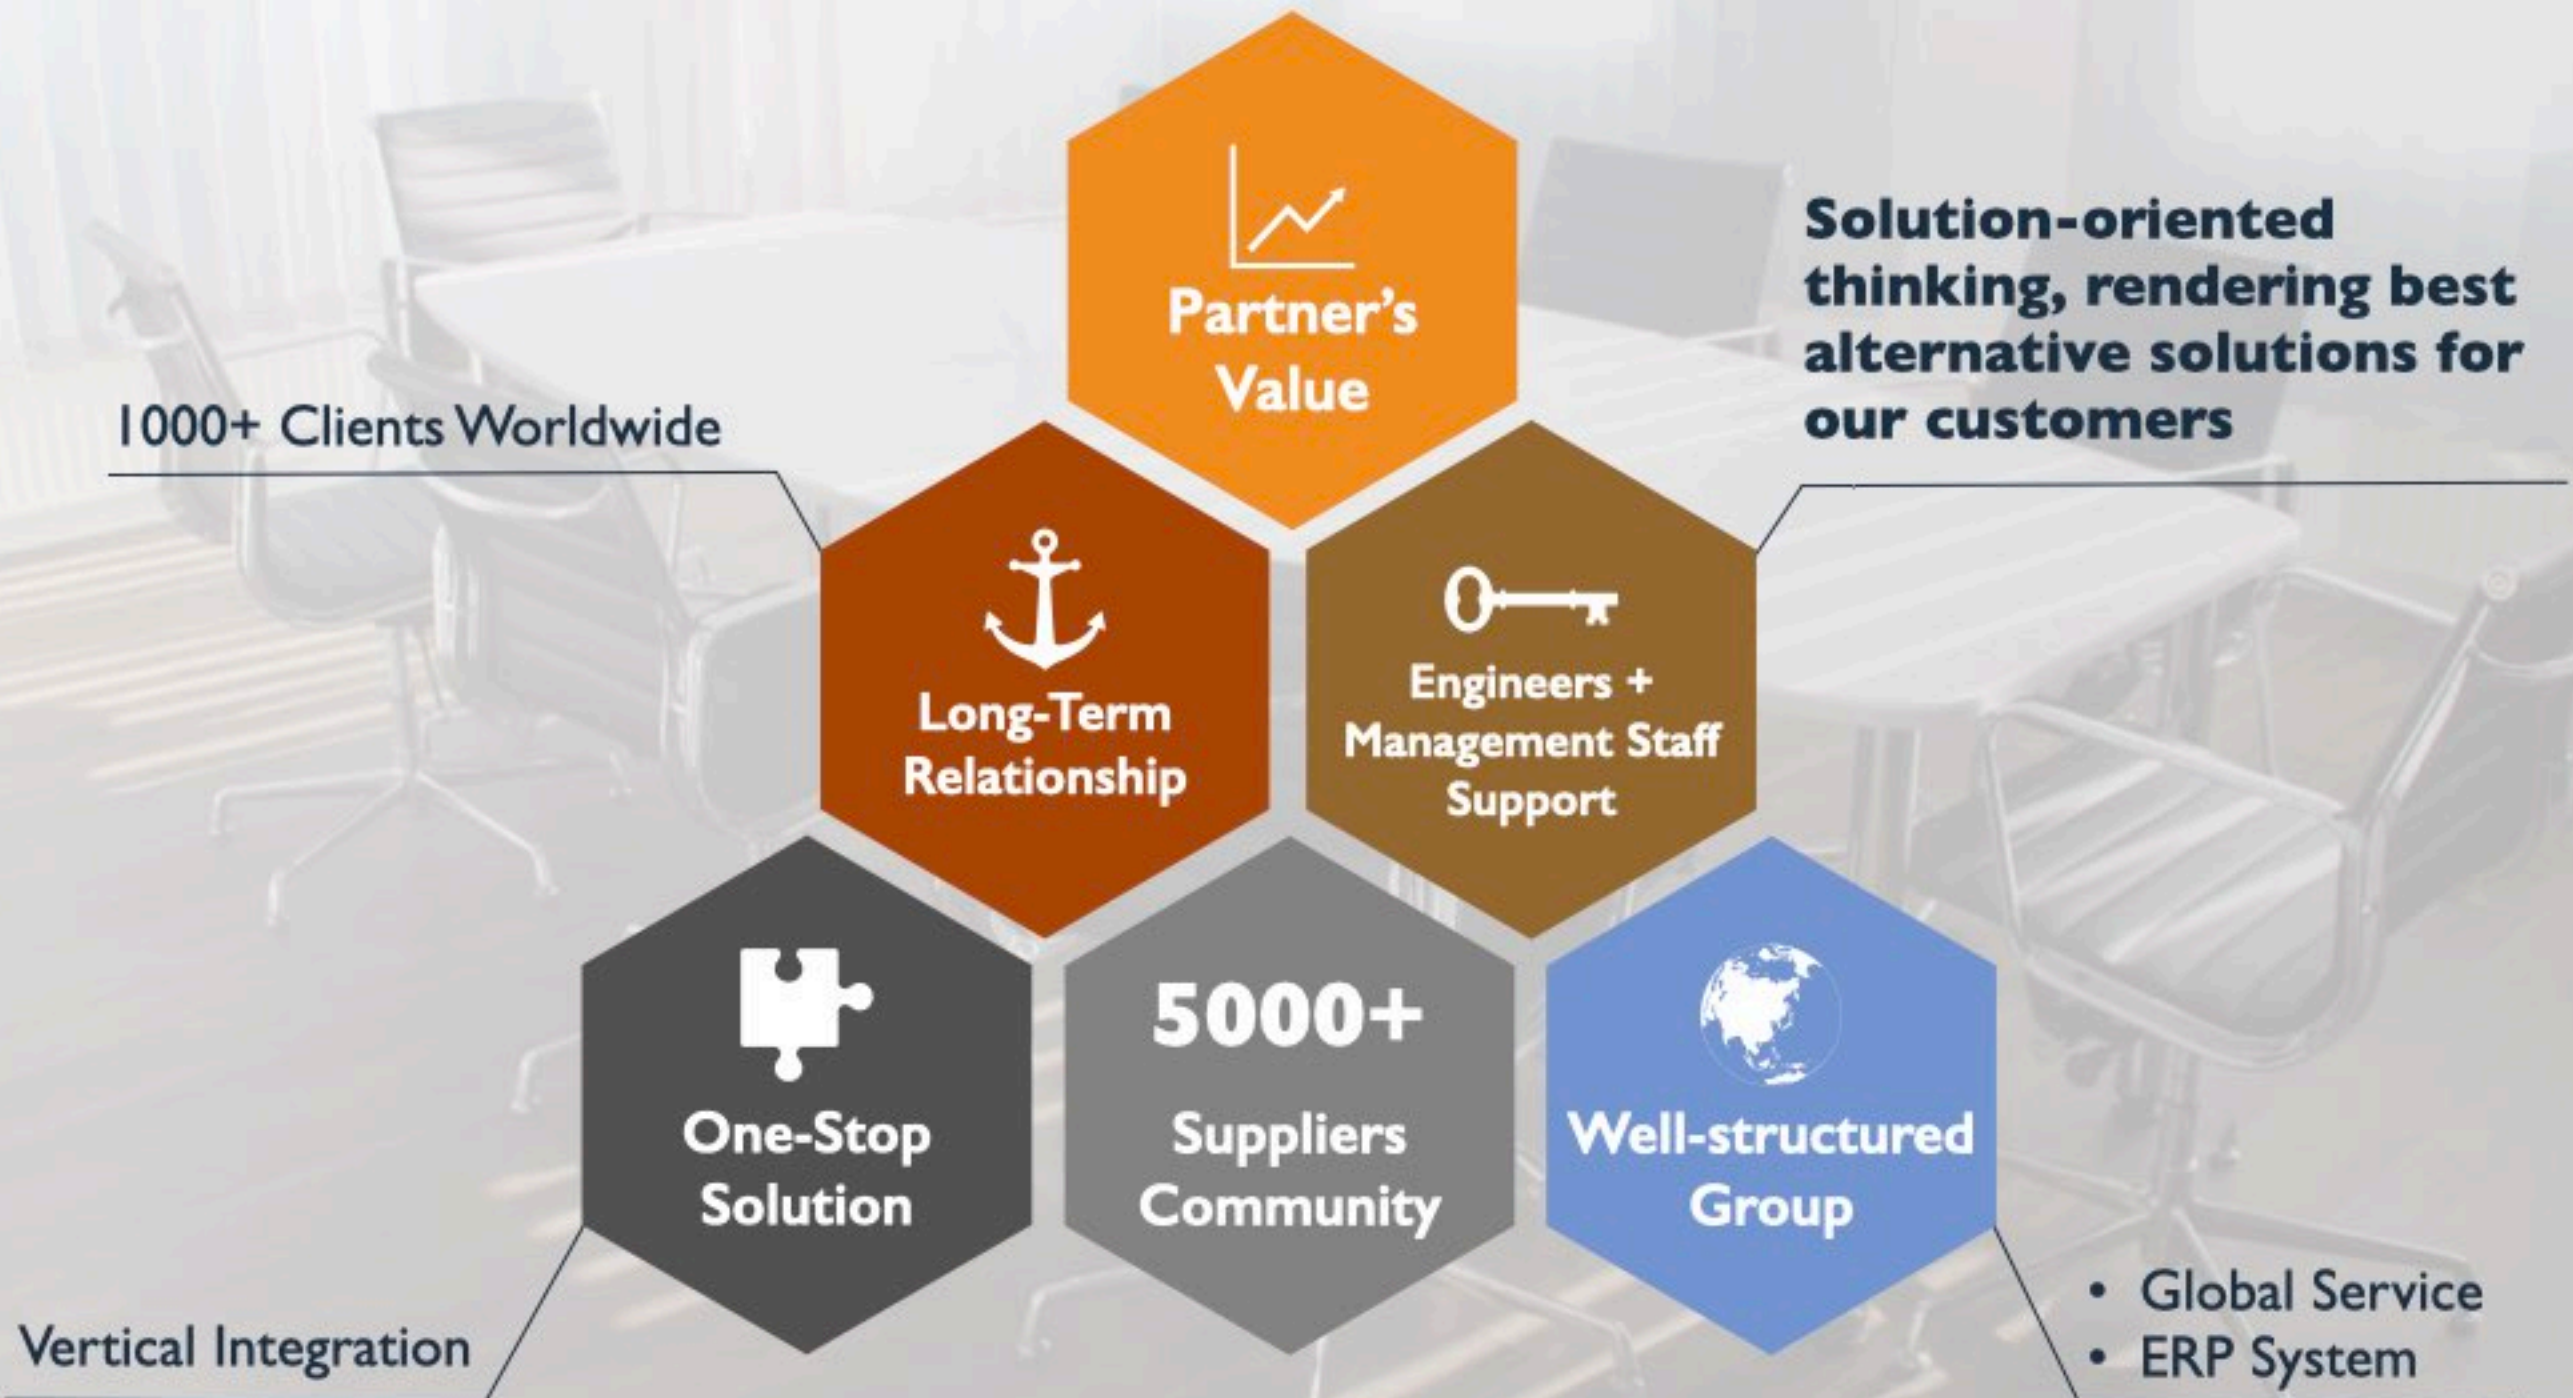 Partner's
Value
Solution-oriented
thinking, rendering best
alternative solutions for
our customers
1000+ Clients Worldwide
Long-Term
Relationship
Engineers +
Management Staff
Support
One-Stop
Solution
5000+
Suppliers
Community
Well-structured
Group
Vertical Integration
• Global Service
• ERP System